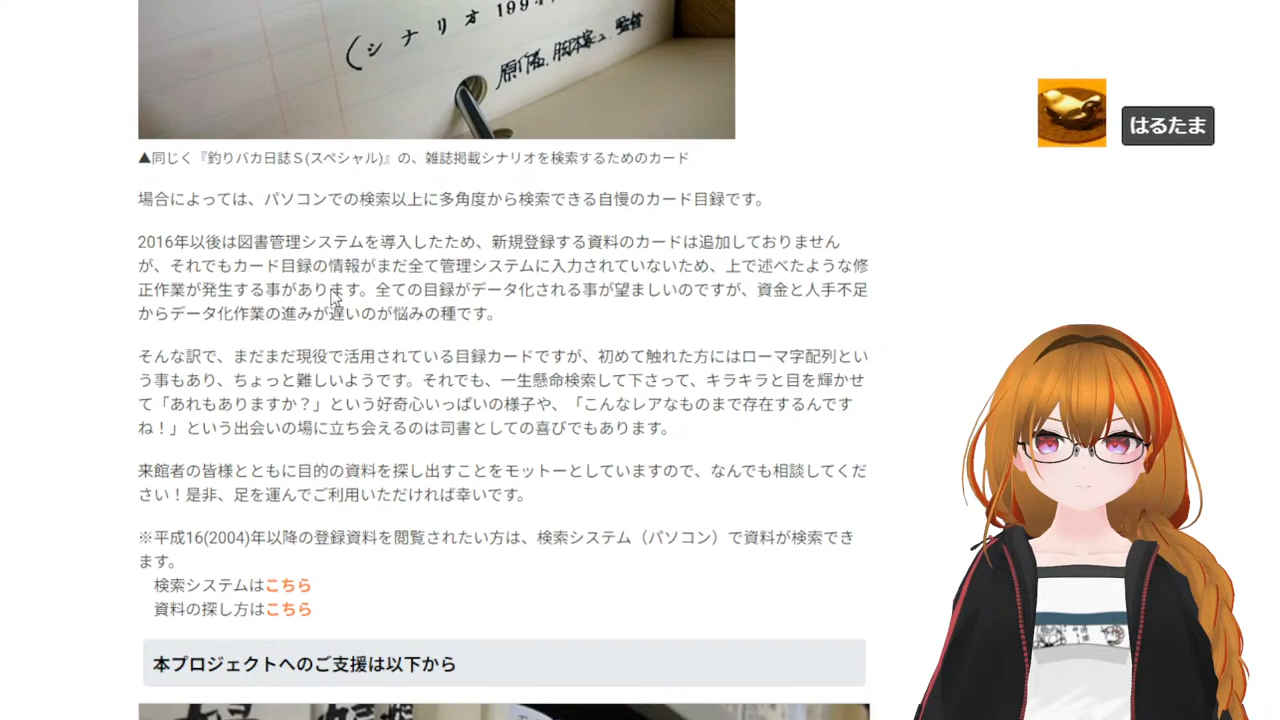 (シナリオ 1994
原作, 脚本家, 監督
はるたま
▲同じく『釣りバカ日誌S(スペシャル)』の、雑誌掲載シナリオを検索するためのカード
場合によっては、パソコンでの検索以上に多角度から検索できる自慢のカード目録です。
2016年以後は図書管理システムを導入したため、新規登録する資料のカードは追加しておりません
が、それでもカード目録の情報がまだ全て管理システムに入力されていないため、上で述べたような修
正作業が発生する事があります。全ての目録がデータ化される事が望ましいのですが、資金と人手不足
からデータ化作業の進みが遅いのが悩みの種です。
そんな訳で、まだまだ現役で活用されている目録カードですが、初めて触れた方にはローマ字配列とい
う事もあり、ちょっと難しいようです。それでも、一生懸命検索して下さって、キラキラと目を輝かせ
て「あれもありますか？」という好奇心いっぱいの様子や、「こんなレアなものまで存在するんです
ね！」という出会いの場に立ち会えるのは司書としての喜びでもあります。
来館者の皆様とともに目的の資料を探し出すことをモットーとしていますので、なんでも相談してくだ
さい！是非、足を運んでご利用いただければ幸いです。
※平成16(2004)年以降の登録資料を閲覧されたい方は、検索システム（パソコン）で資料が検索でき
ます。
検索システムはこちら
資料の探し方はこちら
本プロジェクトへのご支援は以下から